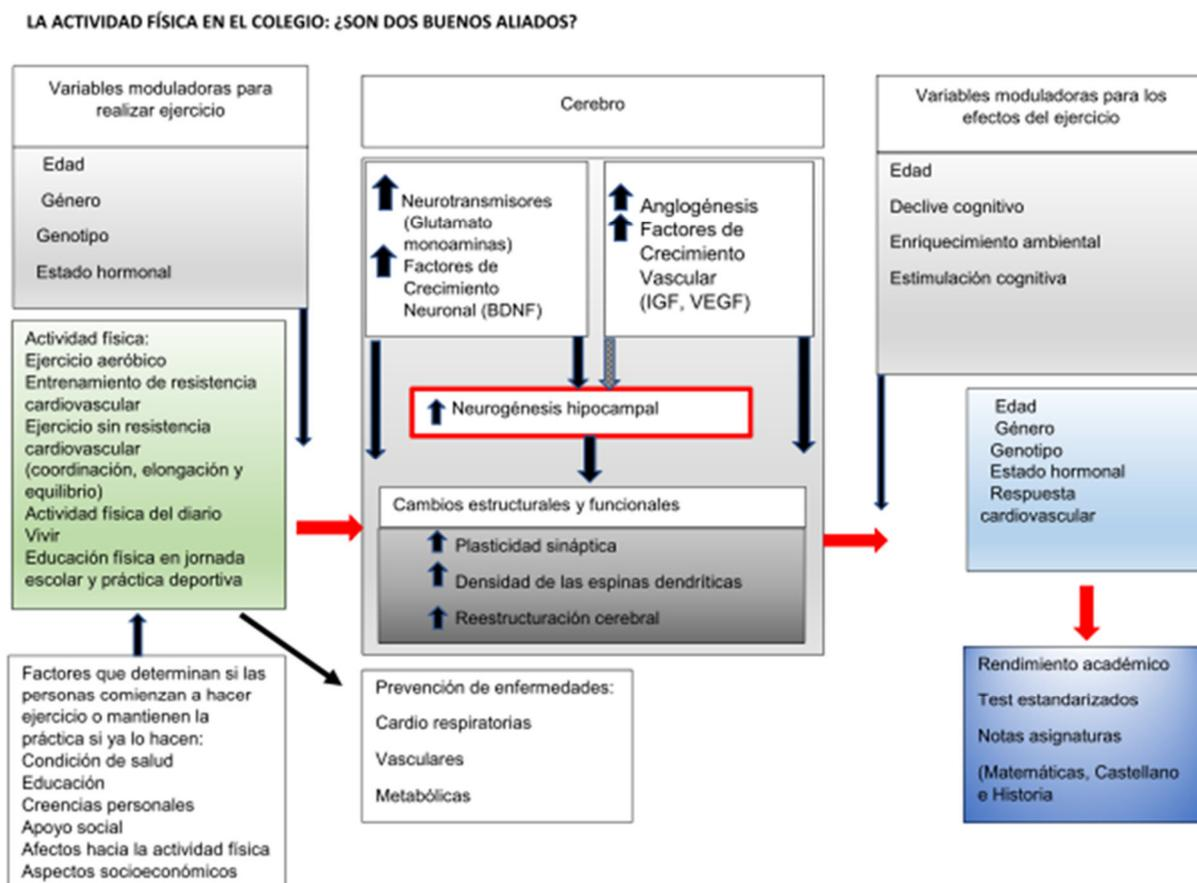 LA ACTIVIDAD FÍSICA EN EL COLEGIO: ¿SON DOS BUENOS ALIADOS?
Variables moduladoras para
realizar ejercicio
Edad
Género
Genotipo
Estado hormonal
Actividad física:
Ejercicio aeróbico
Entrenamiento de resistencia
cardiovascular
Ejercicio sin resistencia
cardiovascular
(coordinación, elongación y
equilibrio)
Actividad física del diario
Vivir
Educación física en jornada
escolar y práctica deportiva
Factores que determinan si las
personas comienzan a hacer
ejercicio o mantienen la
práctica si ya lo hacen:
Condición de salud
Educación
Creencias personales
Apoyo social
Afectos hacia la actividad física
Aspectos socioeconómicos
Cerebro
Neurotransmisores
(Glutamato
monoaminas)
Factores de
Crecimiento
Neuronal (BDNF)
Anglogénesis
Factores de
Crecimiento
Vascular
(IGF, VEGF)
Neurogénesis hipocampal
Cambios estructurales y funcionales
Plasticidad sináptica
Densidad de las espinas dendríticas
Reestructuración cerebral
Prevención de enfermedades:
Cardio respiratorias
Vasculares
Metabólicas
Variables moduladoras para los
efectos del ejercicio
Edad
Declive cognitivo
Enriquecimiento ambiental
Estimulación cognitiva
Edad
Género
Genotipo
Estado hormonal
Respuesta
cardiovascular
Rendimiento académico
Test estandarizados
Notas asignaturas
(Matemáticas, Castellano
e Historia